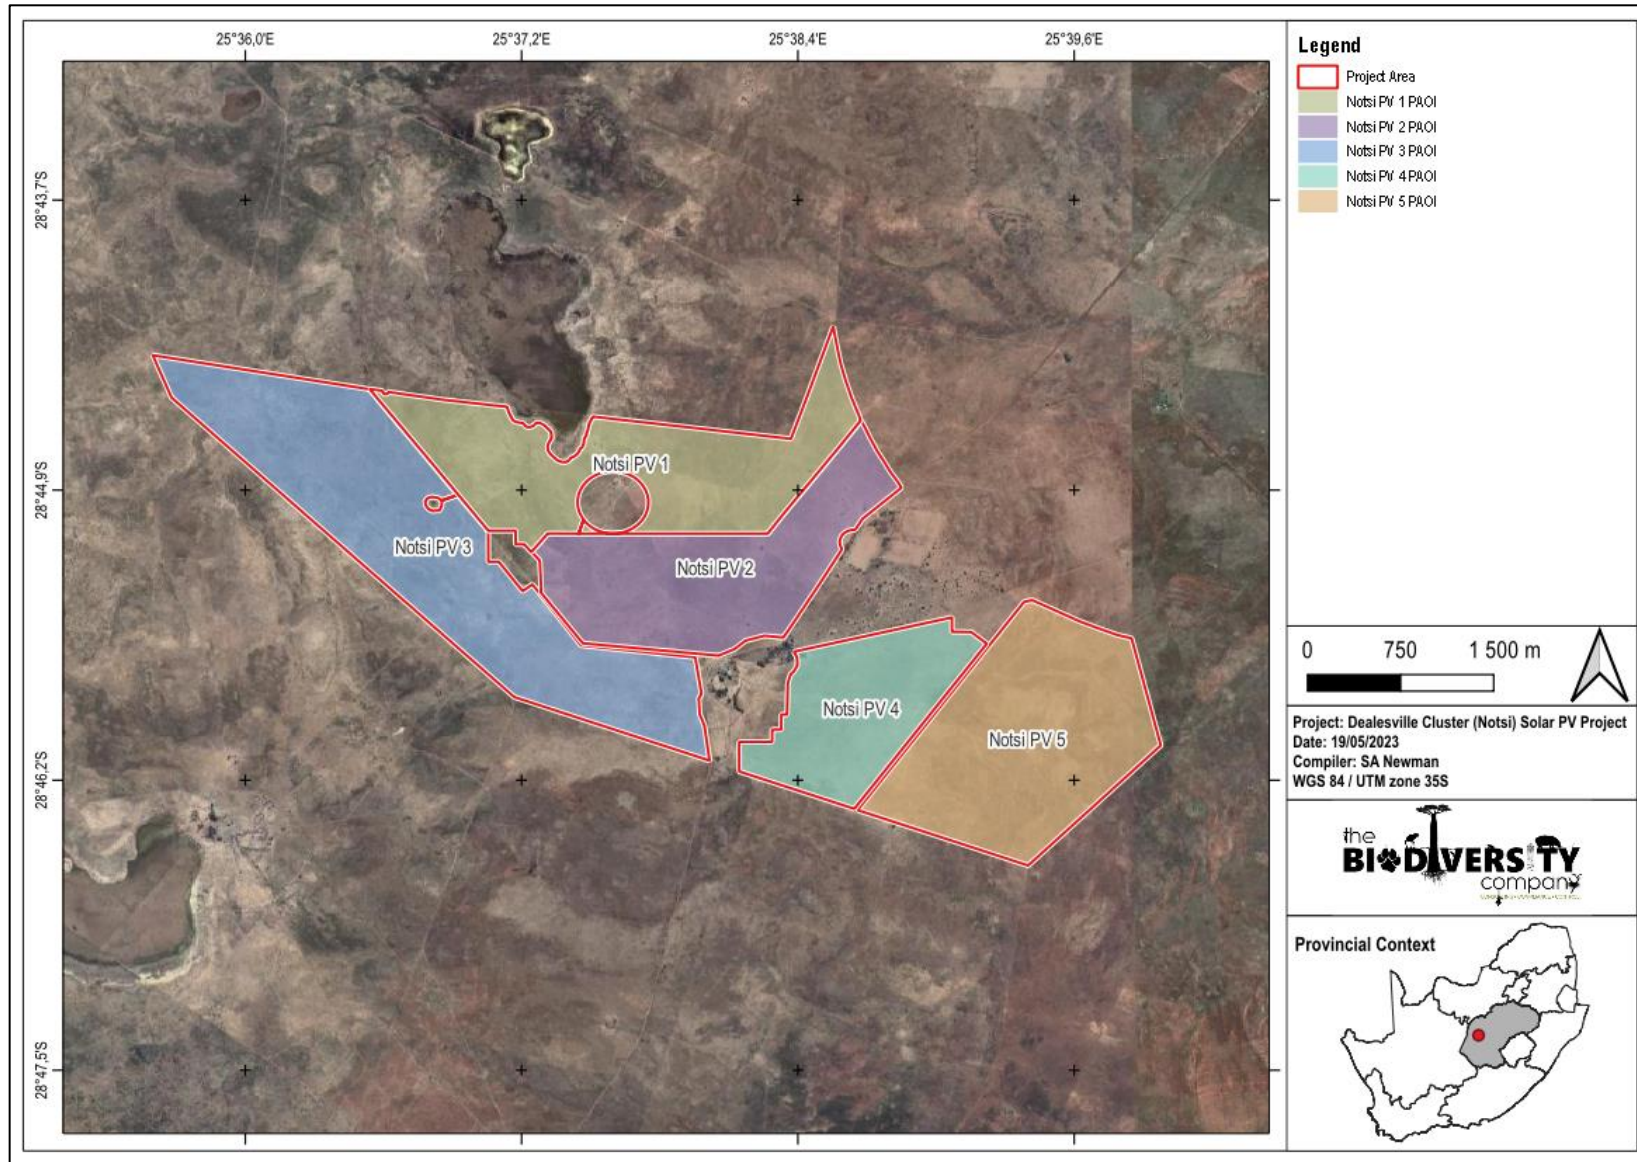 25°36,0'E 25°37,2'E 25°38,4'E 25°39,6'E
28°43,7'S
28°44,9'S
28°46,2'S
28°47,5'S
Notsi PV 1
Notsi PV 3
Notsi PV 2
Notsi PV 4
Notsi PV 5
Legend
Project Area
Notsi PV 1 PAOI
Notsi PV 2 PAOI
Notsi PV 3 PAOI
Notsi PV 4 PAOI
Notsi PV 5 PAOI
0 750 1 500 m
Project: Dealesville Cluster (Notsi) Solar PV Project
Date: 19/05/2023
Compiler: SA Newman
WGS 84 / UTM zone 35S
the
BIODIVERSITY
company
Provincial Context